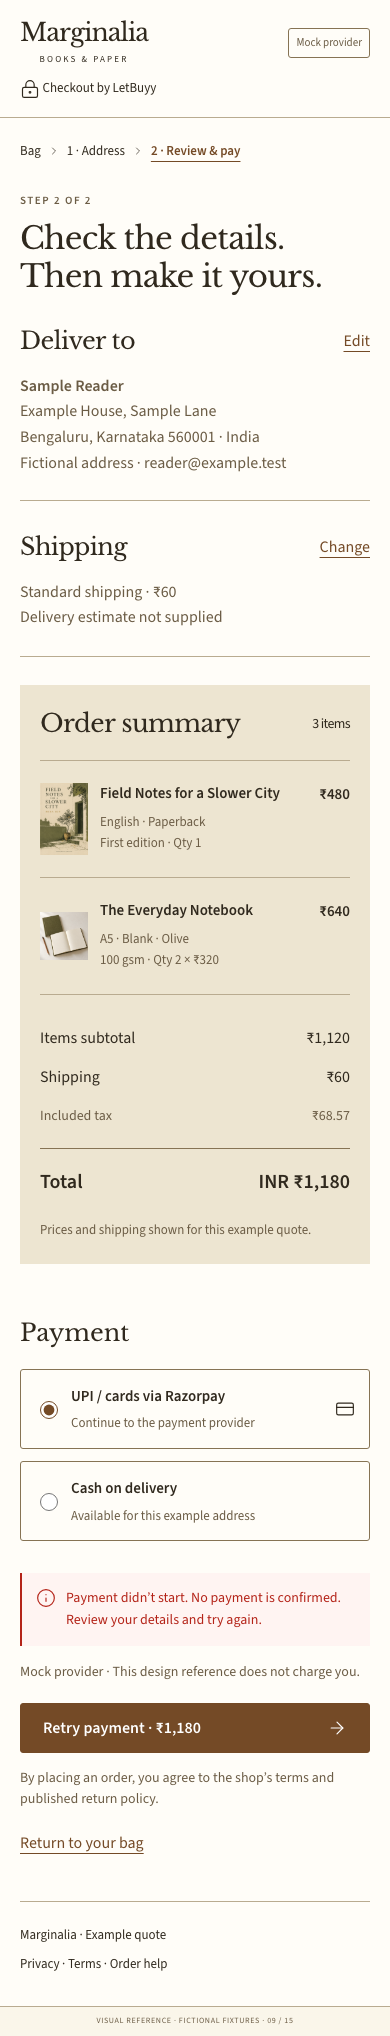 Marginalia
BOOKS & PAPER
Mock provider
Checkout by LetBuyy
Bag > 1 · Address > 2 · Review & pay
STEP 2 OF 2
Check the details.
Then make it yours.
Deliver to
Edit
Sample Reader
Example House, Sample Lane
Bengaluru, Karnataka 560001 · India
Fictional address · reader@example.test
Shipping
Change
Standard shipping · ₹60
Delivery estimate not supplied
Order summary
3 items
FIELD
NOTES
FOR A
SLOWER
CITY
Field Notes for a Slower City
₹480
English · Paperback
First edition · Qty 1
The Everyday Notebook
₹640
A5 · Blank · Olive
100 gsm · Qty 2 × ₹320
Items subtotal
₹1,120
Shipping
₹60
Included tax
₹68.57
Total
INR ₹1,180
Prices and shipping shown for this example quote.
Payment
UPI / cards via Razorpay
Continue to the payment provider
Cash on delivery
Available for this example address
Payment didn’t start. No payment is confirmed.
Review your details and try again.
Mock provider · This design reference does not charge you.
Retry payment · ₹1,180
By placing an order, you agree to the shop’s terms and
published return policy.
Return to your bag
Marginalia · Example quote
Privacy · Terms · Order help
VISUAL REFERENCE · FICTIONAL FIXTURES · 09 / 15